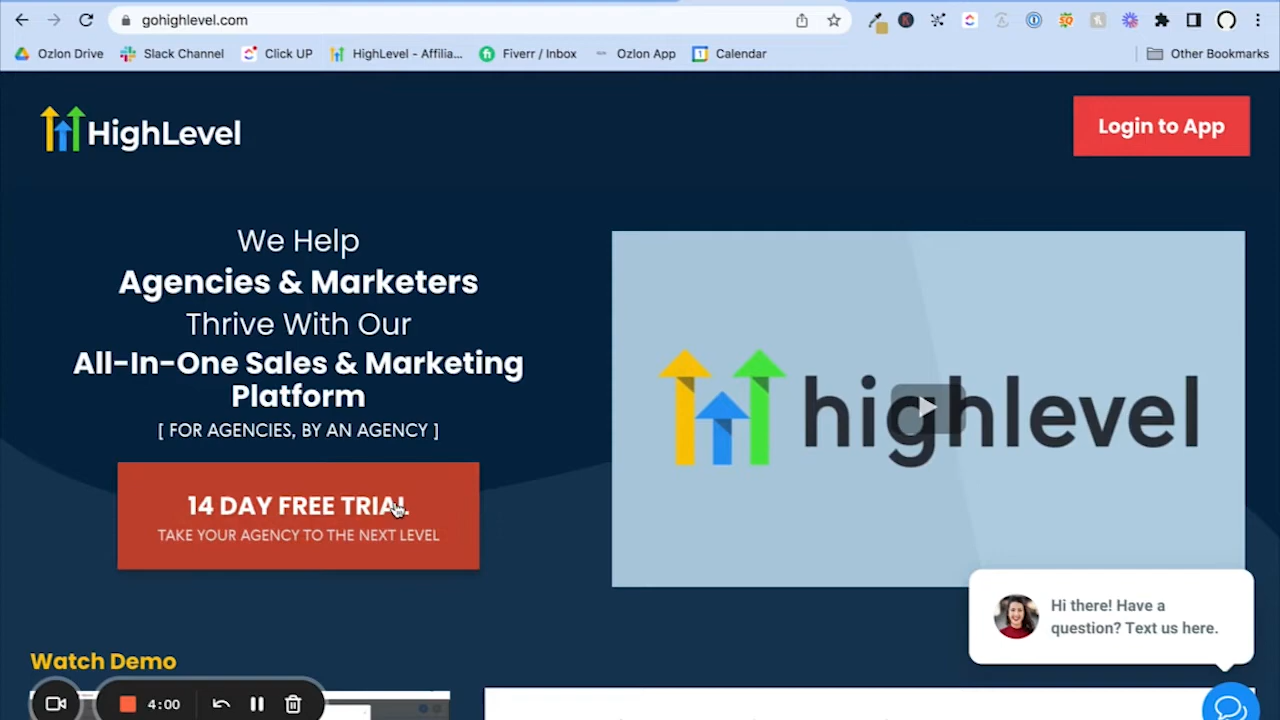 gohighlevel.com
Ozlon Drive
Slack Channel
Click UP
HighLevel - Affilia...
Fiverr / Inbox
Ozlon App
Calendar
Other Bookmarks
HighLevel
Login to App
We Help
Agencies & Marketers
Thrive With Our
All-In-One Sales & Marketing
Platform
[ FOR AGENCIES, BY AN AGENCY ]
14 DAY FREE TRIAL
TAKE YOUR AGENCY TO THE NEXT LEVEL
highlevel
Hi there! Have a
question? Text us here.
Watch Demo
4:00